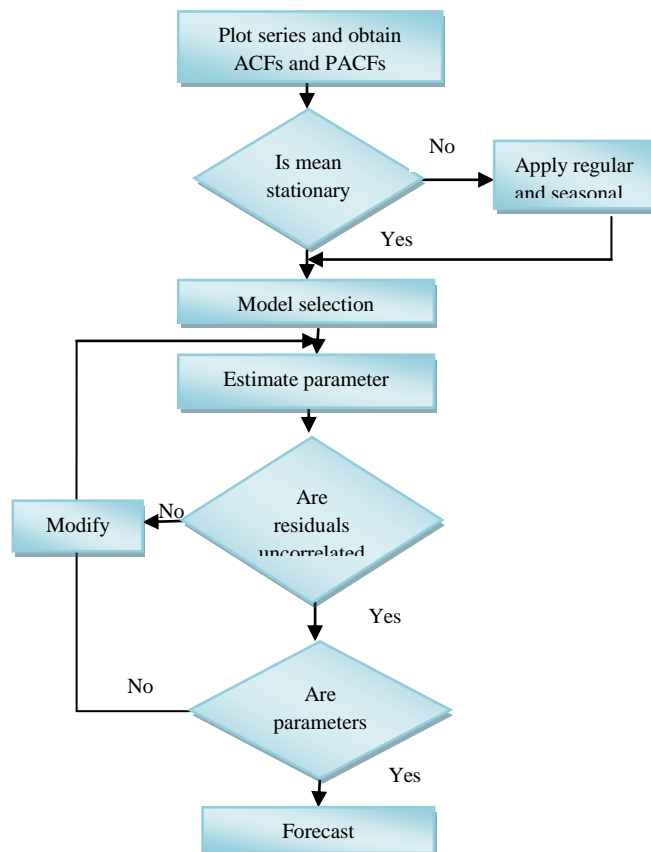 Plot series and obtain
ACFs and PACFs
Is mean
stationary
No
Apply regular
and seasonal
Yes
Model selection
Estimate parameter
Are
residuals
uncorrelated
No
Modify
Yes
No
Are
parameters
Yes
Forecast